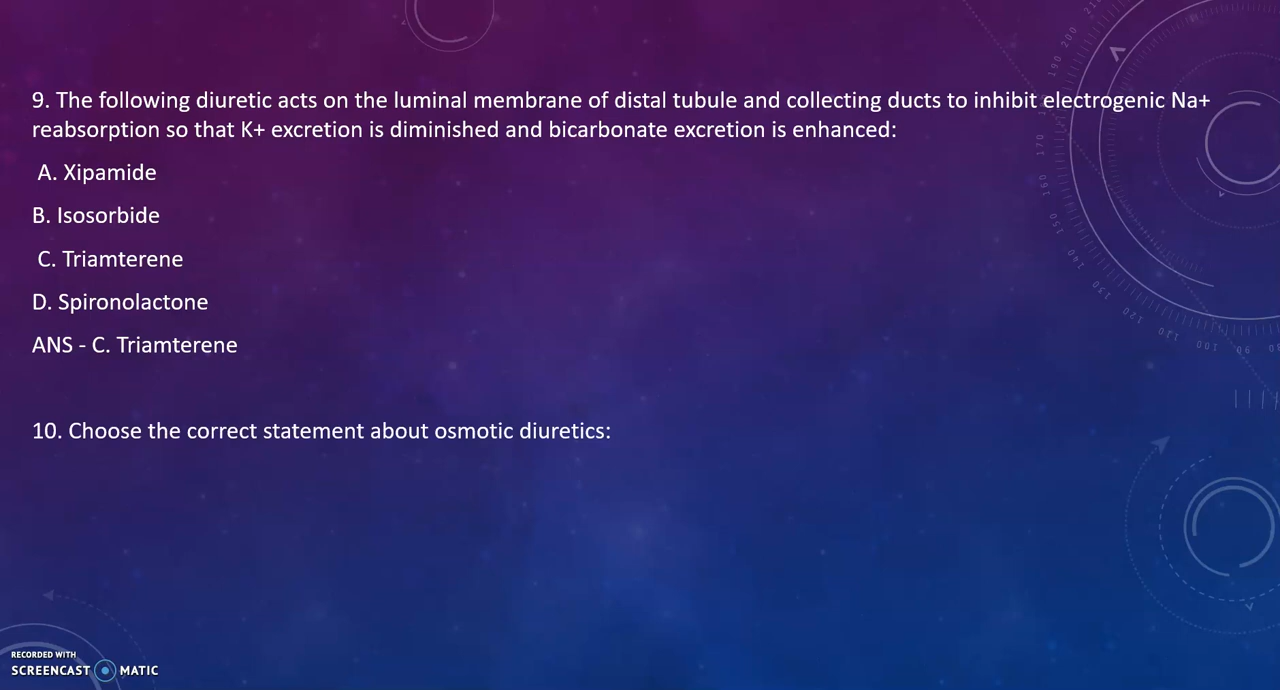 9. The following diuretic acts on the luminal membrane of distal tubule and collecting ducts to inhibit electrogenic Na+
reabsorption so that K+ excretion is diminished and bicarbonate excretion is enhanced:
A. Xipamide
B. Isosorbide
C. Triamterene
D. Spironolactone
ANS - C. Triamterene
10. Choose the correct statement about osmotic diuretics:
RECORDED WITH
SCREENCAST MATIC